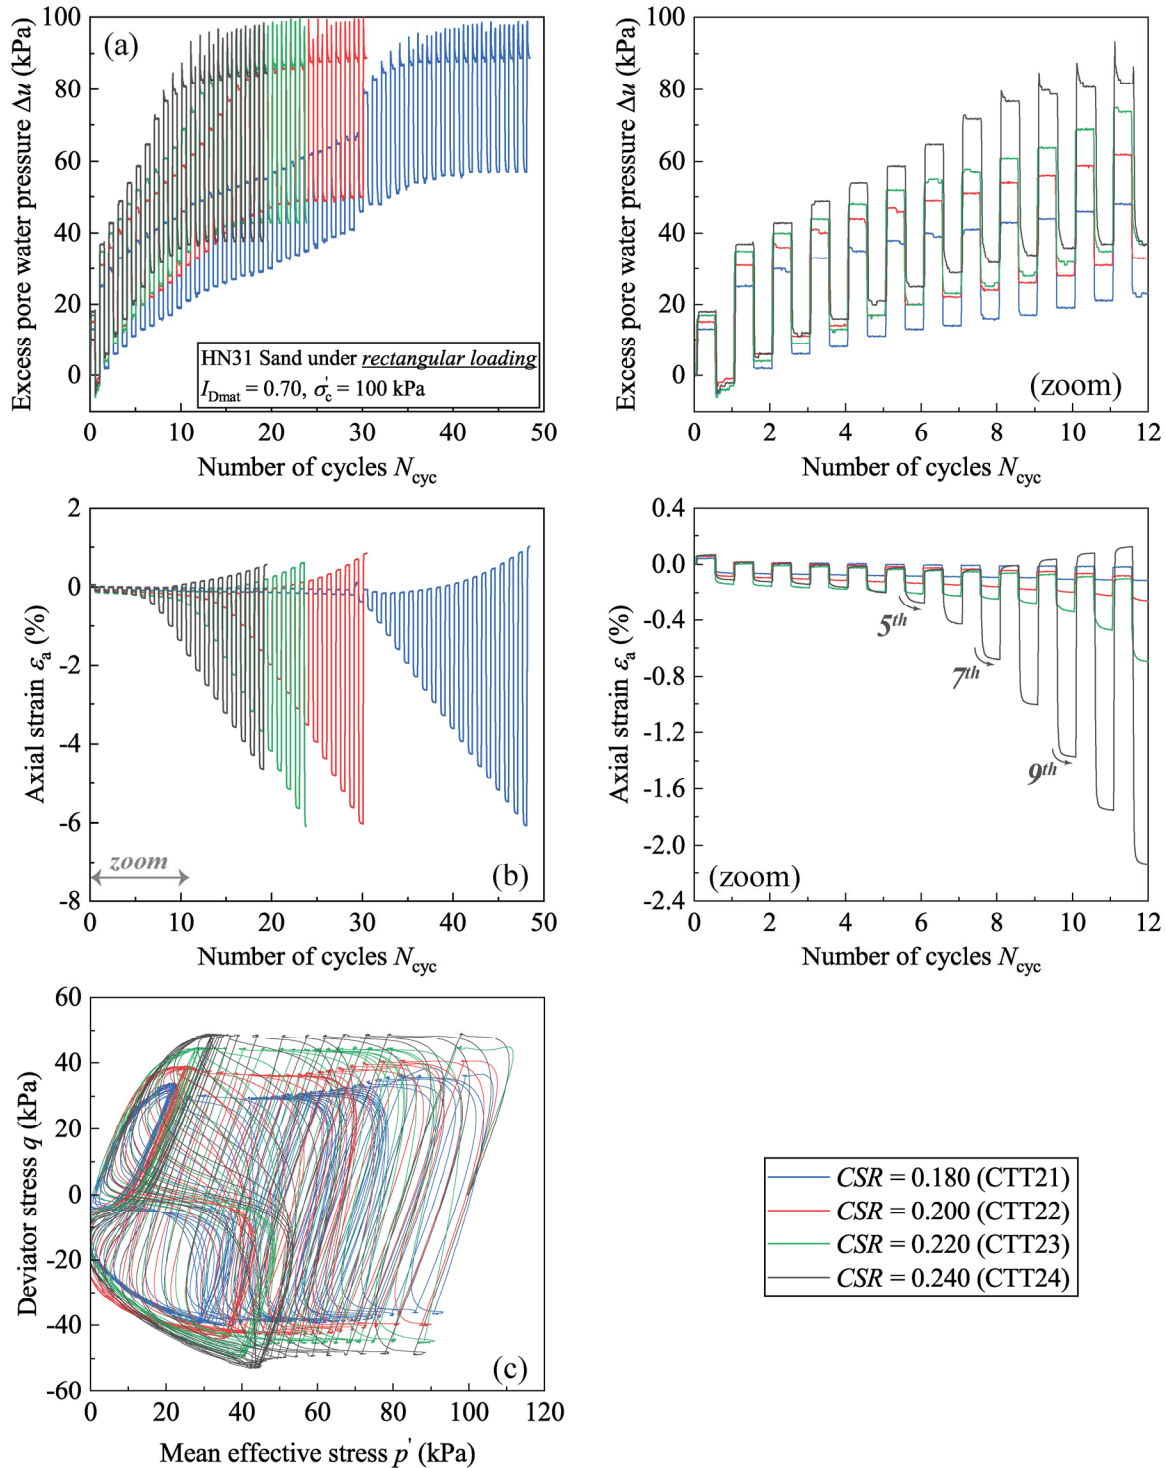 100
80
60
40
20
0
Excess pore water pressure Δu (kPa)
(a)
HN31 Sand under rectangular loading
I_Dmat = 0.70, σ'_c = 100 kPa
0 10 20 30 40 50
Number of cycles N_cyc
100
80
60
40
20
0
Excess pore water pressure Δu (kPa)
(zoom)
0 2 4 6 8 10 12
Number of cycles N_cyc
2
0
-2
-4
-6
-8
Axial strain ε_a (%)
zoom
(b)
0 10 20 30 40 50
Number of cycles N_cyc
0.4
0.0
-0.4
-0.8
-1.2
-1.6
-2.0
-2.4
Axial strain ε_a (%)
5th
7th
9th
(zoom)
0 2 4 6 8 10 12
Number of cycles N_cyc
60
40
20
0
-20
-40
-60
Deviator stress q (kPa)
(c)
0 20 40 60 80 100 120
Mean effective stress p' (kPa)
CSR = 0.180 (CTT21)
CSR = 0.200 (CTT22)
CSR = 0.220 (CTT23)
CSR = 0.240 (CTT24)